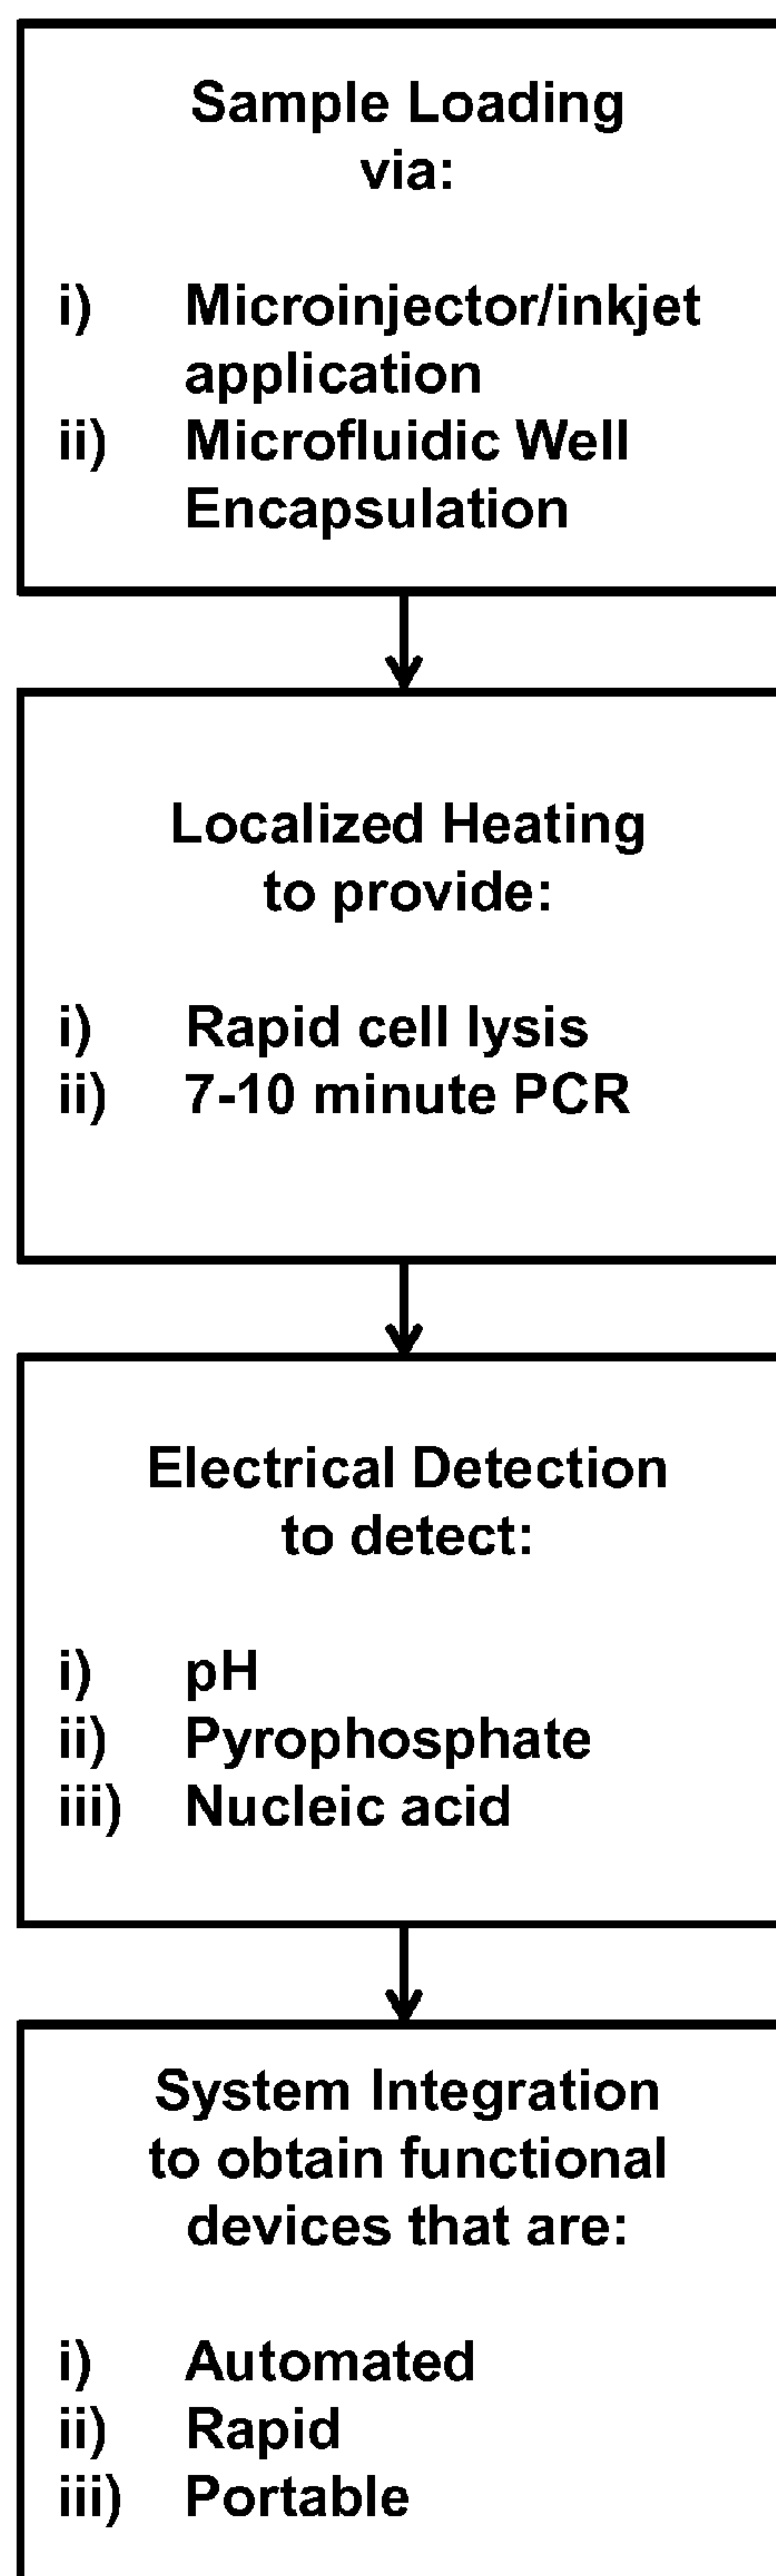 Sample Loading
via:
i) Microinjector/inkjet
application
ii) Microfluidic Well
Encapsulation
Localized Heating
to provide:
i) Rapid cell lysis
ii) 7-10 minute PCR
Electrical Detection
to detect:
i) pH
ii) Pyrophosphate
iii) Nucleic acid
System Integration
to obtain functional
devices that are:
i) Automated
ii) Rapid
iii) Portable